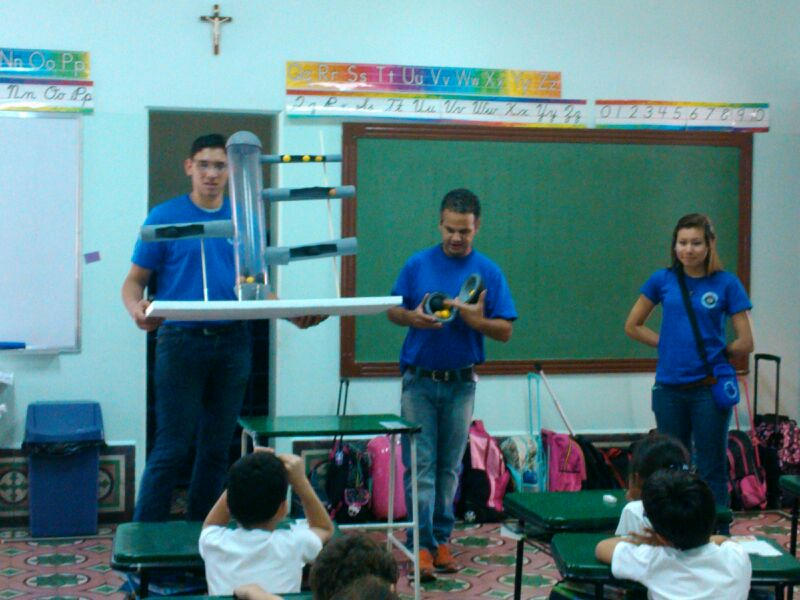 Nn Oo Pp
Nn Oo Pp
Qq Rr Ss Tt Uu Vv Ww Xx Yy Zz
Qq Rr Ss Tt Uu Vv Ww Xx Yy Zz
0 1 2 3 4 5 6 7 8 9 0